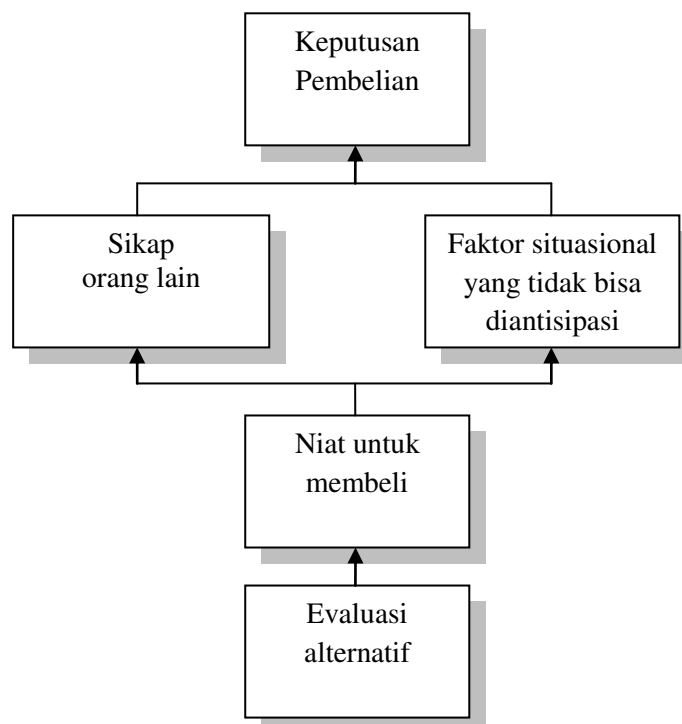 Keputusan
Pembelian
Sikap
orang lain
Faktor situasional
yang tidak bisa
diantisipasi
Niat untuk
membeli
Evaluasi
alternatif